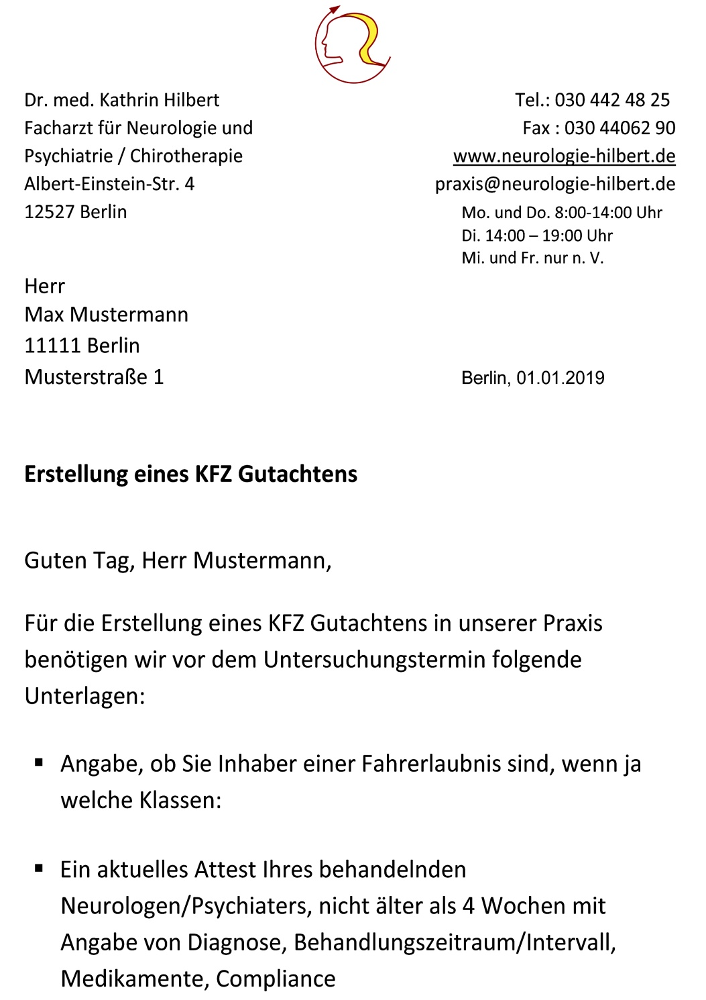 Dr. med. Kathrin Hilbert
Facharzt für Neurologie und
Psychiatrie / Chirotherapie
Albert-Einstein-Str. 4
12527 Berlin
Tel.: 030 442 48 25
Fax : 030 44062 90
www.neurologie-hilbert.de
praxis@neurologie-hilbert.de
Mo. und Do. 8:00-14:00 Uhr
Di. 14:00 – 19:00 Uhr
Mi. und Fr. nur n. V.
Herr
Max Mustermann
11111 Berlin
Musterstraße 1
Berlin, 01.01.2019
Erstellung eines KFZ Gutachtens
Guten Tag, Herr Mustermann,
Für die Erstellung eines KFZ Gutachtens in unserer Praxis
benötigen wir vor dem Untersuchungstermin folgende
Unterlagen:
▪ Angabe, ob Sie Inhaber einer Fahrerlaubnis sind, wenn ja
welche Klassen:
▪ Ein aktuelles Attest Ihres behandelnden
Neurologen/Psychiaters, nicht älter als 4 Wochen mit
Angabe von Diagnose, Behandlungszeitraum/Intervall,
Medikamente, Compliance